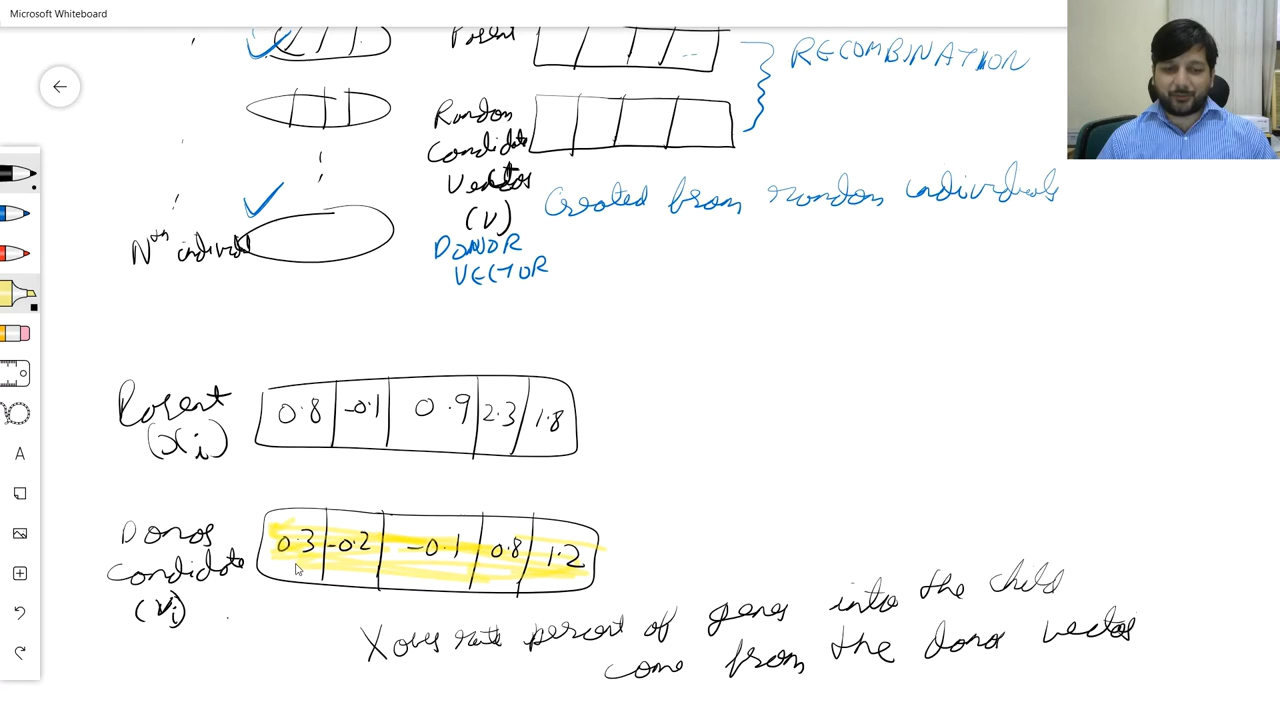 Microsoft Whiteboard
Parent
RECOMBINATION
Random
Candidate
Vector
(V)
Created from random individuals
DONOR
VECTOR
Nth individual
Parent
(xi)
0.8 -0.1 0.9 2.3 1.8
Donor
Candidate
(Vi)
0.3 -0.2 -0.1 0.8 1.2
Xover rate percent of genes into the child
come from the donor vector
A